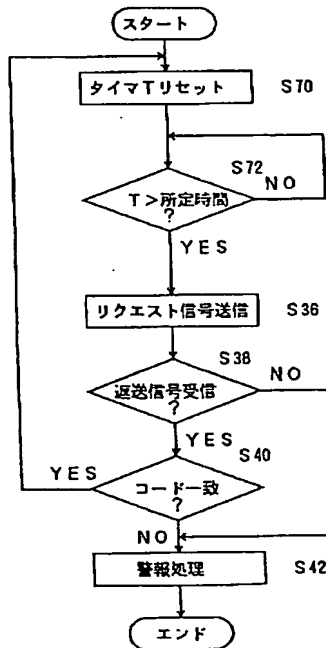 スタート
タイマTリセット S70
S72
T>所定時間 NO
?
YES
リクエスト信号送信 S36
S38
返送信号受信 NO
?
YES
S40
YES コード一致
?
NO
警報処理 S42
エンド